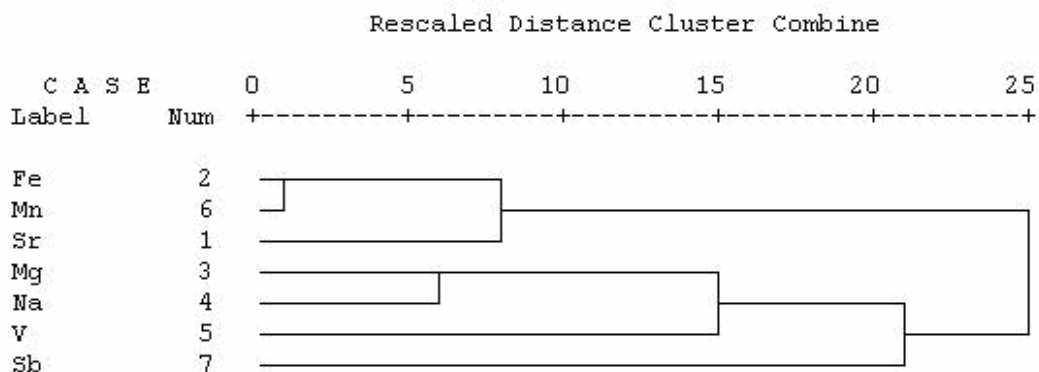 Rescaled Distance Cluster Combine
C A S E 0 5 10 15 20 25
Label Num +---------+---------+---------+---------+---------+
Fe 2
Mn 6
Sr 1
Mg 3
Na 4
V 5
Sb 7